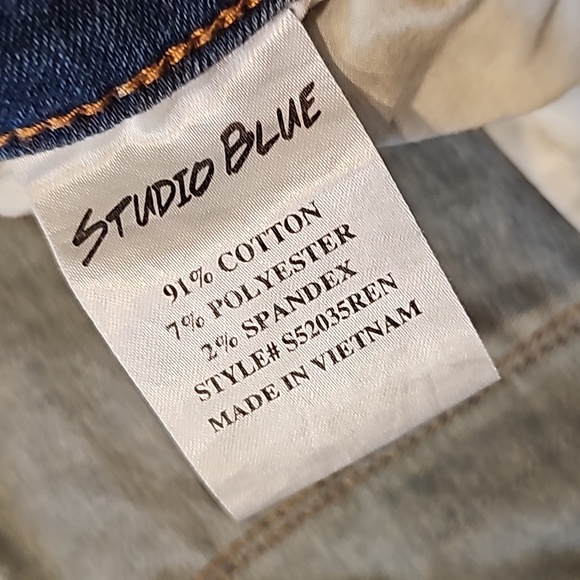 STUDIO BLUE
91% COTTON
7% POLYESTER
2% SPANDEX
STYLE# S52035REN
MADE IN VIETNAM